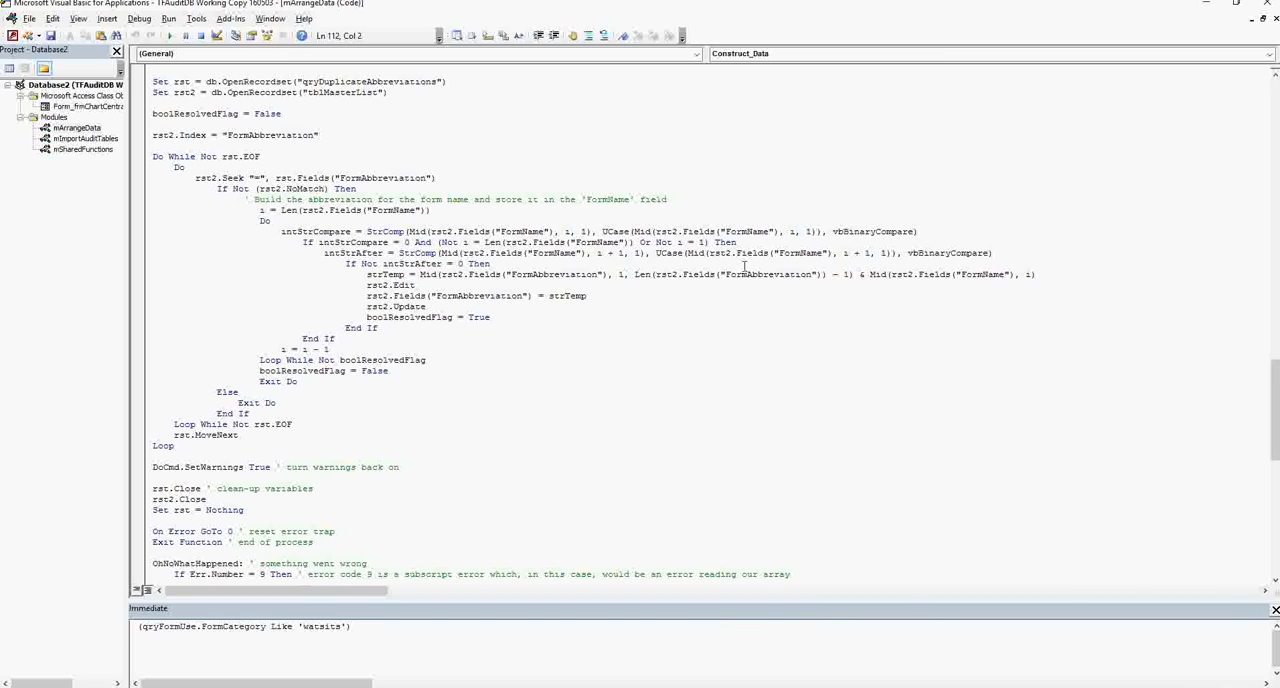 Microsoft Visual Basic for Applications - TFAuditDB Working Copy 160503 - [mArrangeData (Code)]
File Edit View Insert Format Debug Run Tools Add-Ins Window Help
Ln 112, Col 2
Project - Database2
(General) Construct_Data
Database2 (TFAuditDB W
Microsoft Access Class Ob
Form_frmChartCentra
Modules
mArrangeData
mImportAuditTables
mSharedFunctions
Set rst = db.OpenRecordset("qryDuplicateAbbreviations")
Set rst2 = db.OpenRecordset("tblMasterList")
boolResolvedFlag = False
rst2.Index = "FormAbbreviation"
Do While Not rst.EOF
Do
rst2.Seek "=", rst.Fields("FormAbbreviation")
If Not (rst2.NoMatch) Then
' Build the abbreviation for the form name and store it in the 'FormName' field
i = Len(rst2.Fields("FormName"))
Do
intStrCompare = StrComp(Mid(rst2.Fields("FormName"), i, 1), UCase(Mid(rst2.Fields("FormName"), i, 1)), vbBinaryCompare)
If intStrCompare = 0 And (Not i = Len(rst2.Fields("FormName")) Or Not i = 1) Then
intStrAfter = StrComp(Mid(rst2.Fields("FormName"), i + 1, 1), UCase(Mid(rst2.Fields("FormName"), i + 1, 1)), vbBinaryCompare)
If Not intStrAfter = 0 Then
strTemp = Mid(rst2.Fields("FormAbbreviation"), 1, Len(rst2.Fields("FormAbbreviation")) - 1) & Mid(rst2.Fields("FormName"), i)
rst2.Edit
rst2.Fields("FormAbbreviation") = strTemp
rst2.Update
boolResolvedFlag = True
End If
End If
i = i - 1
Loop While Not boolResolvedFlag
boolResolvedFlag = False
Exit Do
Else
Exit Do
End If
Loop While Not rst.EOF
rst.MoveNext
Loop
DoCmd.SetWarnings True ' turn warnings back on
rst.Close ' clean-up variables
rst2.Close
Set rst = Nothing
On Error GoTo 0 ' reset error trap
Exit Function ' end of process
OhNoWhatHappened: ' something went wrong
If Err.Number = 9 Then ' error code 9 is a subscript error which, in this case, would be an error reading our array
Immediate
(qryFormUse.FormCategory Like 'watsits')